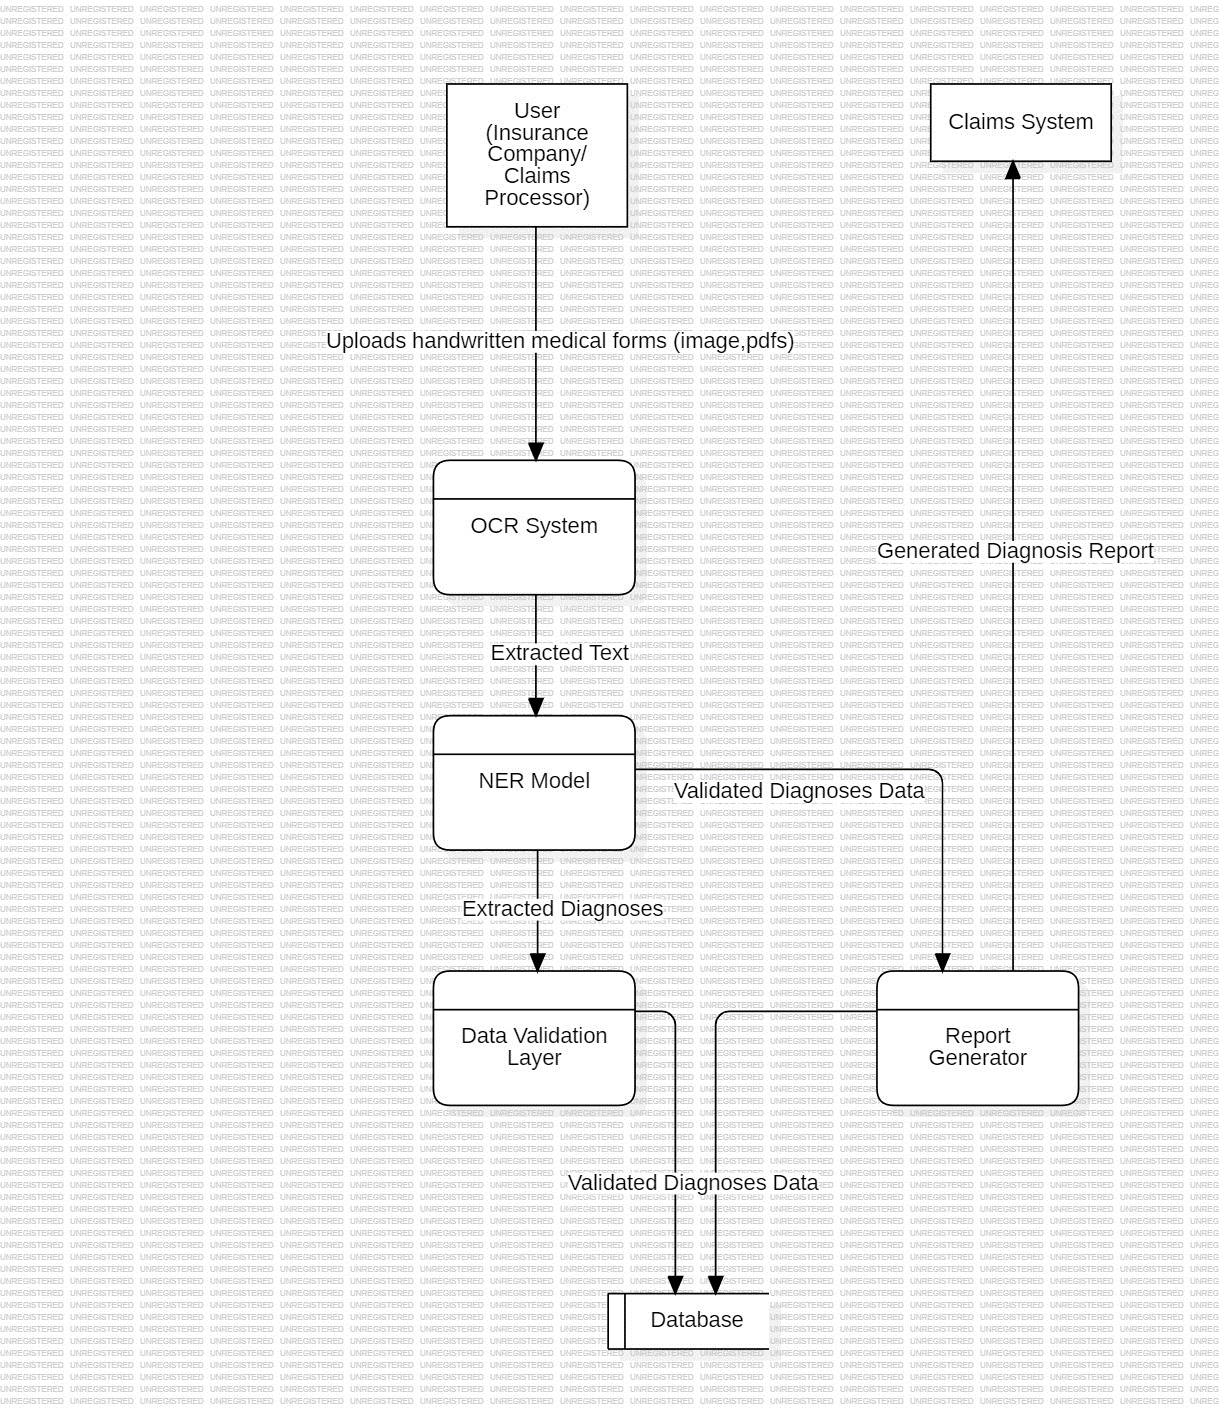 User
(Insurance
Company/
Claims
Processor)
Claims System
Uploads handwritten medical forms (image,pdfs)
OCR System
Generated Diagnosis Report
Extracted Text
NER Model
Validated Diagnoses Data
Extracted Diagnoses
Data Validation
Layer
Report
Generator
Validated Diagnoses Data
Database
UNREGISTERED